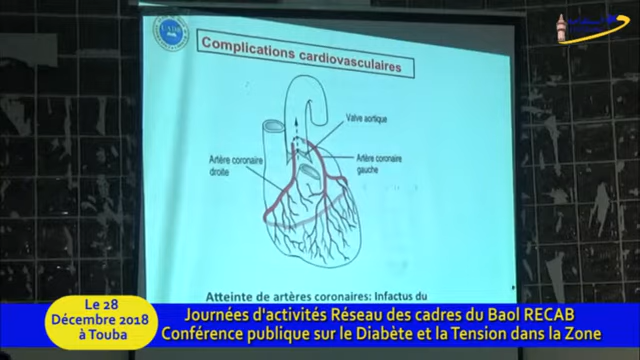 Complications cardiovasculaires
Valve aortique
Artère coronaire
droite
Artère coronaire
gauche
Atteinte de artères coronaires: Infactus du
Le 28
Décembre 2018
à Touba
Journées d'activités Réseau des cadres du Baol RECAB
Conférence publique sur le Diabète et la Tension dans la Zone